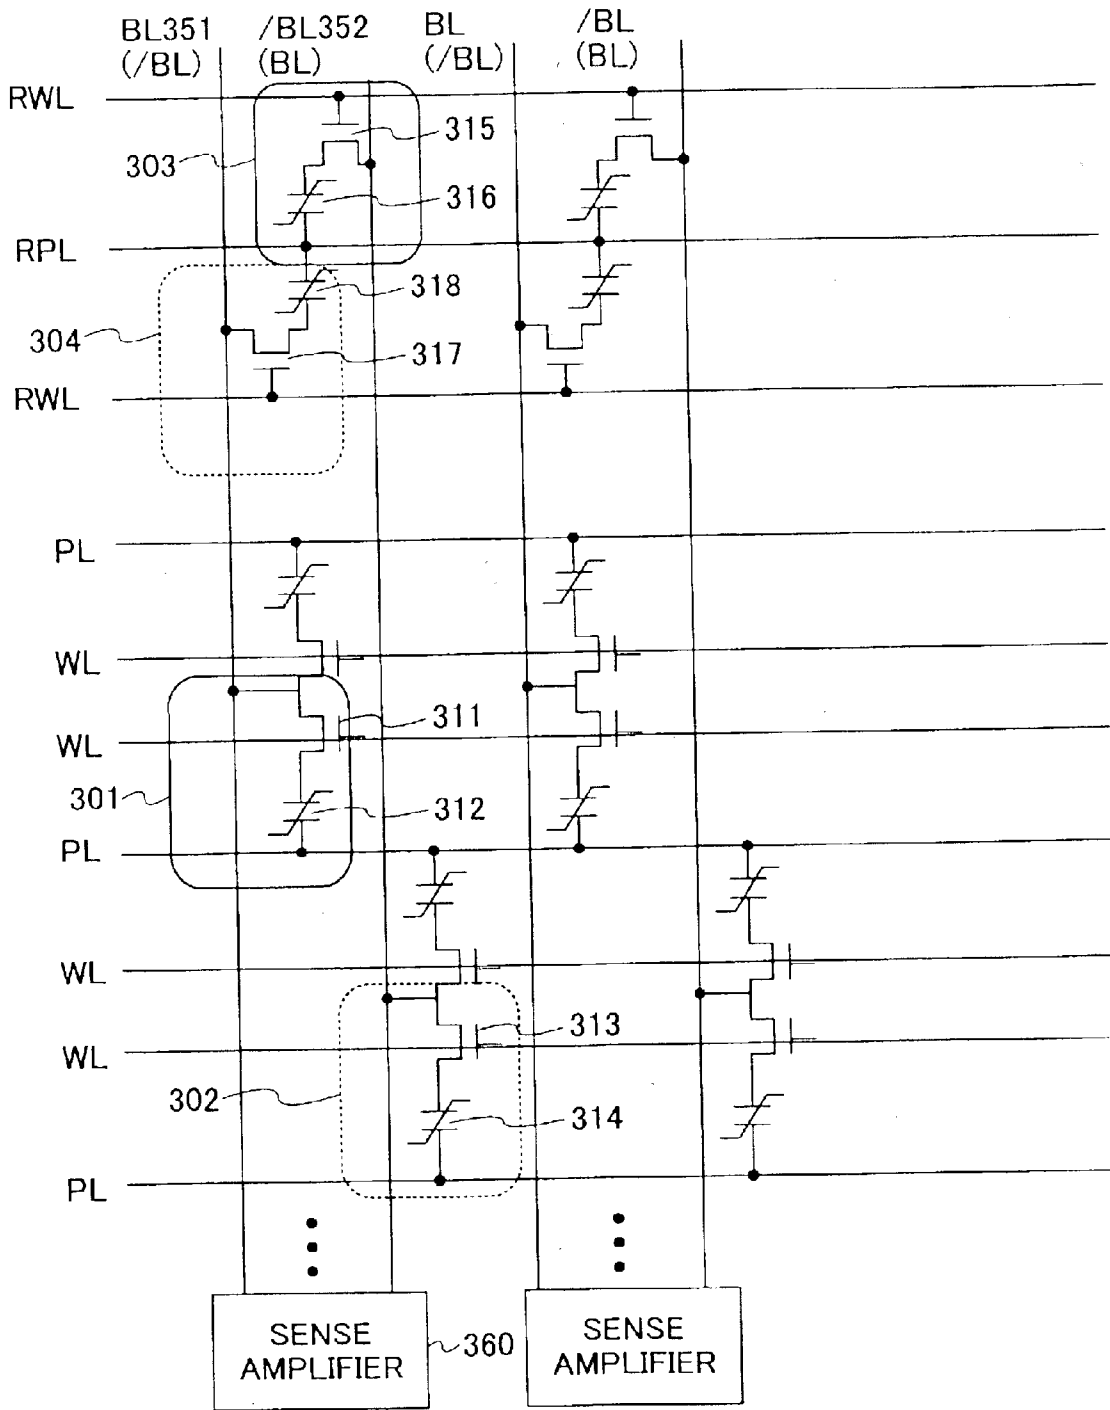 BL351 /BL352 BL /BL
(/BL) (BL) (/BL) (BL)
RWL
315
303
316
RPL
318
304
317
RWL
PL
WL
311
WL
301
312
PL
WL
313
WL
302
314
PL
SENSE AMPLIFIER
360
SENSE AMPLIFIER